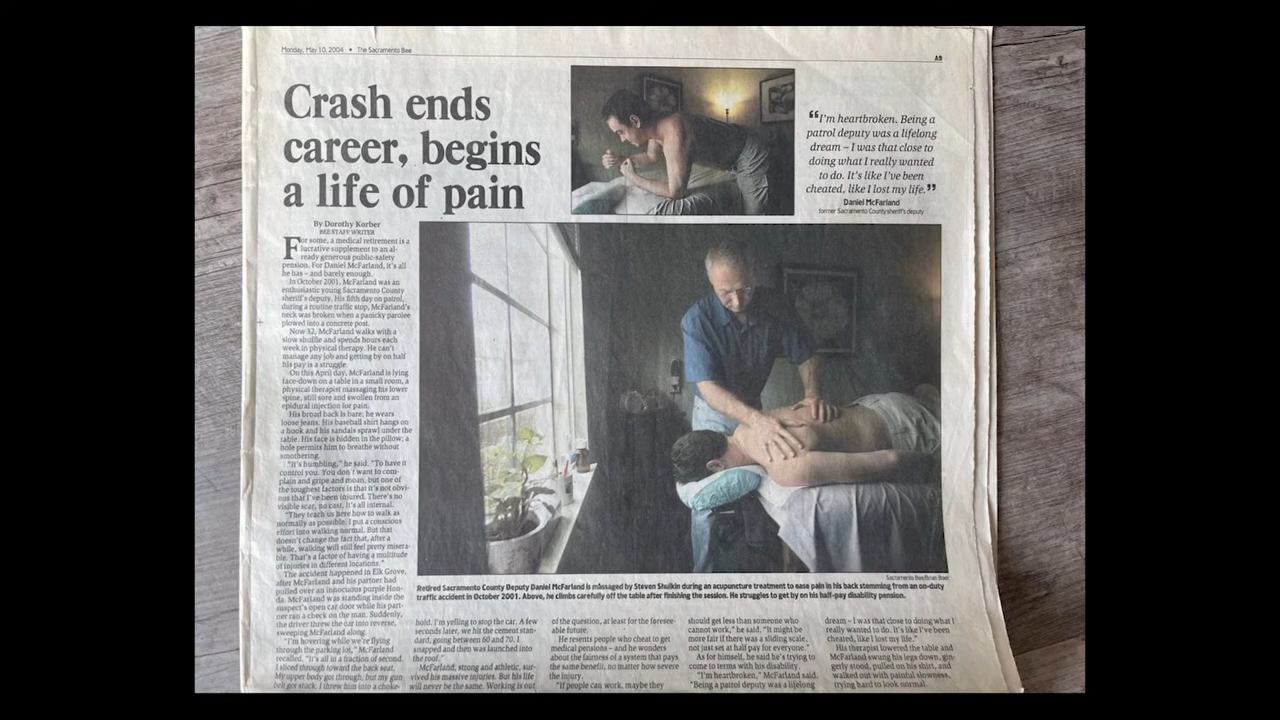 Monday, May 10, 2004 • The Sacramento Bee
A9
Crash ends
career, begins
a life of pain
“I'm heartbroken. Being a
patrol deputy was a lifelong
dream – I was that close to
doing what I really wanted
to do. It's like I've been
cheated, like I lost my life.”
Daniel McFarland
former Sacramento County sheriff's deputy
By Dorothy Korber
BEE STAFF WRITER
For some, a medical retirement is a
lucrative supplement to an al-
ready generous public-safety
pension. For Daniel McFarland, it's all
he has – and barely enough.
In October 2001, McFarland was an
enthusiastic young Sacramento County
sheriff's deputy. His fifth day on patrol,
during a routine traffic stop, McFarland's
neck was broken when a panicky parolee
plowed into a concrete post.
Now 32, McFarland walks with a
slow shuffle and spends hours each
week in physical therapy. He can't
manage any job and getting by on half
his pay is a struggle.
On this April day, McFarland is lying
face-down on a table in a small room, a
physical therapist massaging his lower
spine, still sore and swollen from an
epidural injection for pain.
His broad back is bare; he wears
loose jeans. His baseball shirt hangs on
a hook and his sandals sprawl under the
table. His face is hidden in the pillow; a
hole permits him to breathe without
smothering.
"It's humbling," he said. "To have it
control you. You don't want to com-
plain and gripe and moan, but one of
the toughest factors is that it's not obvi-
ous that I've been injured. There's no
visible scar, no cast. It's all internal.
"They teach us here how to walk as
normally as possible. I put a conscious
effort into walking normal. But that
doesn't change the fact that, after a
while, walking will still feel pretty misera-
ble. That's a factor of having a multitude
of injuries in different locations."
The accident happened in Elk Grove,
after McFarland and his partner had
pulled over an innocuous purple Hon-
da. McFarland was standing inside the
suspect's open car door while his part-
ner ran a check on the man. Suddenly,
the driver threw the car into reverse,
sweeping McFarland along.
"I'm hovering while we're flying
through the parking lot," McFarland
recalled. "It's all in a fraction of second.
I slid through toward the back seat.
My upper body got through, but my gun
belt got stuck. I threw him into a choke-
Sacramento Bee/Brian Baer
Retired Sacramento County Deputy Daniel McFarland is massaged by Steven Shulkin during an acupuncture treatment to ease pain in his back stemming from an on-duty
traffic accident in October 2001. Above, he climbs carefully off the table after finishing the session. He struggles to get by on his half-pay disability pension.
hold. I'm yelling to stop the car. A few
seconds later, we hit the cement stan-
dard, going between 60 and 70. I
snapped and then was launched into
the roof."
McFarland, strong and athletic, sur-
vived his massive injuries. But his life
will never be the same. Working is out
of the question, at least for the foresee-
able future.
He resents people who cheat to get
medical pensions – and he wonders
about the fairness of a system that pays
the same benefit, no matter how severe
the injury.
"If people can work, maybe they
should get less than someone who
cannot work," he said. "It might be
more fair if there was a sliding scale,
not just set at half pay for everyone."
As for himself, he said he's trying to
come to terms with his disability.
"I'm heartbroken," McFarland said.
"Being a patrol deputy was a lifelong
dream – I was that close to doing what I
really wanted to do. It's like I've been
cheated, like I lost my life."
His therapist lowered the table and
McFarland swung his legs down, gin-
gerly stood, pulled on his shirt, and
walked out with painful slowness,
trying hard to look normal.